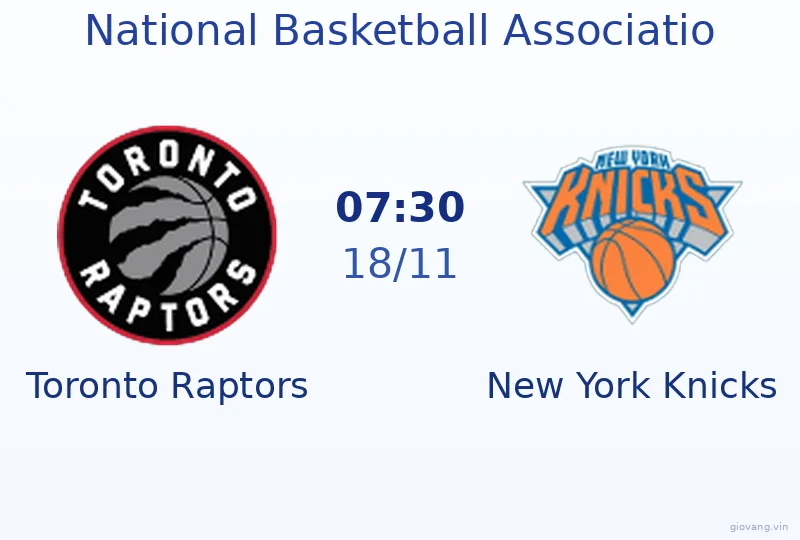 National Basketball Associatio
TORONTO
RAPTORS
07:30
18/11
NEW YORK
KNICKS
Toronto Raptors
New York Knicks
giovang.vin